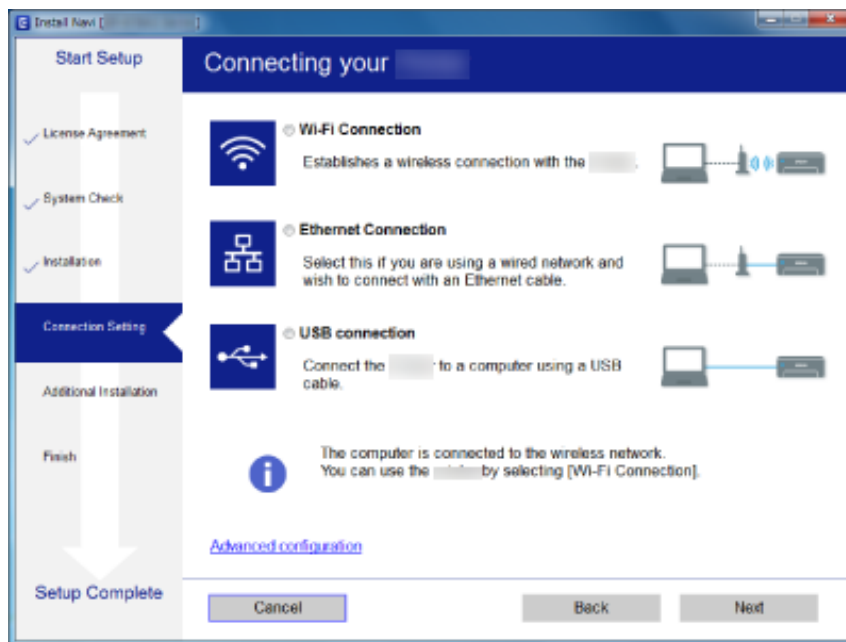 Install Navi [
Start Setup
License Agreement
System Check
Installation
Connection Setting
Additional Installation
Finish
Setup Complete
Connecting your
Wi-Fi Connection
Establishes a wireless connection with the .
Ethernet Connection
Select this if you are using a wired network and
wish to connect with an Ethernet cable.
USB connection
Connect the to a computer using a USB
cable.
The computer is connected to the wireless network.
You can use the by selecting [Wi-Fi Connection].
Advanced configuration
Cancel
Back
Next